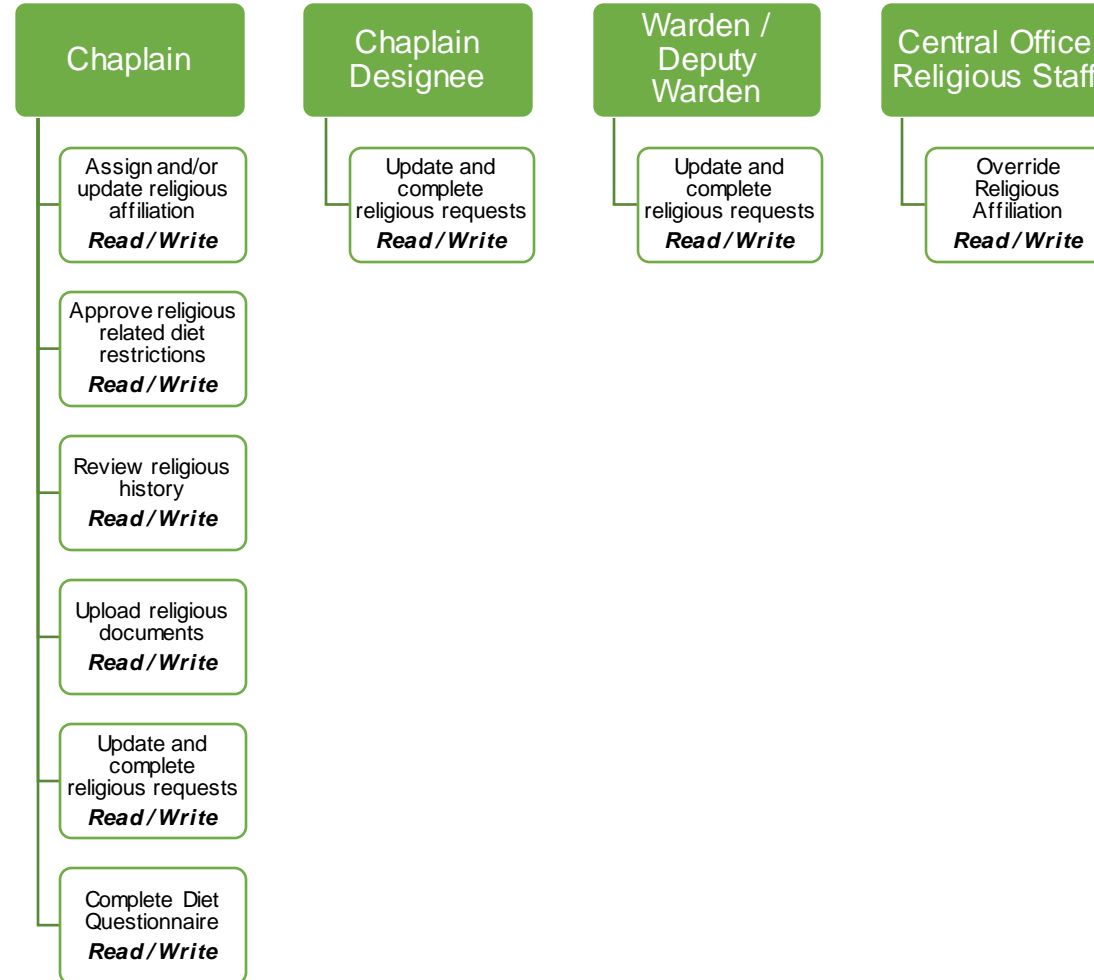 Chaplain
Assign and/or
update religious
affiliation
Read / Write
Approve religious
related diet
restrictions
Read / Write
Review religious
history
Read / Write
Upload religious
documents
Read / Write
Update and
complete
religious requests
Read / Write
Complete Diet
Questionnaire
Read / Write
Chaplain
Designee
Update and
complete
religious requests
Read / Write
Warden /
Deputy
Warden
Update and
complete
religious requests
Read / Write
Central Office
Religious Staff
Override
Religious
Affiliation
Read / Write